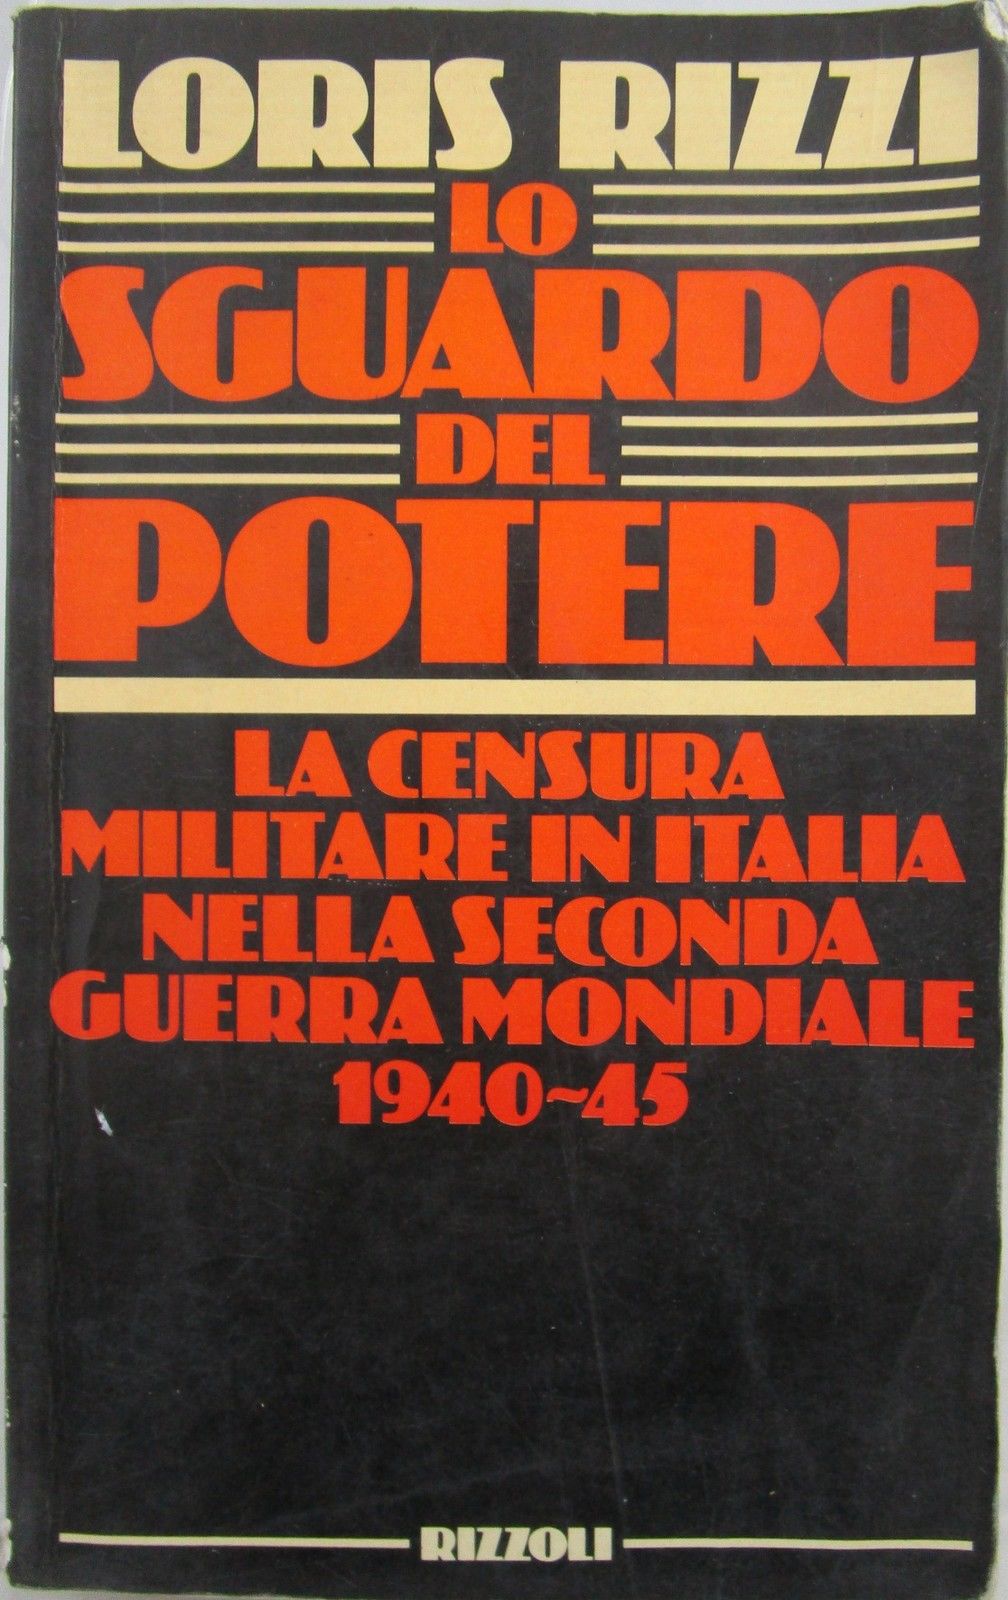 LORIS RIZZI
LO
SGUARDO
DEL
POTERE
LA CENSURA
MILITARE IN ITALIA
NELLA SECONDA
GUERRA MONDIALE
1940~45
RIZZOLI